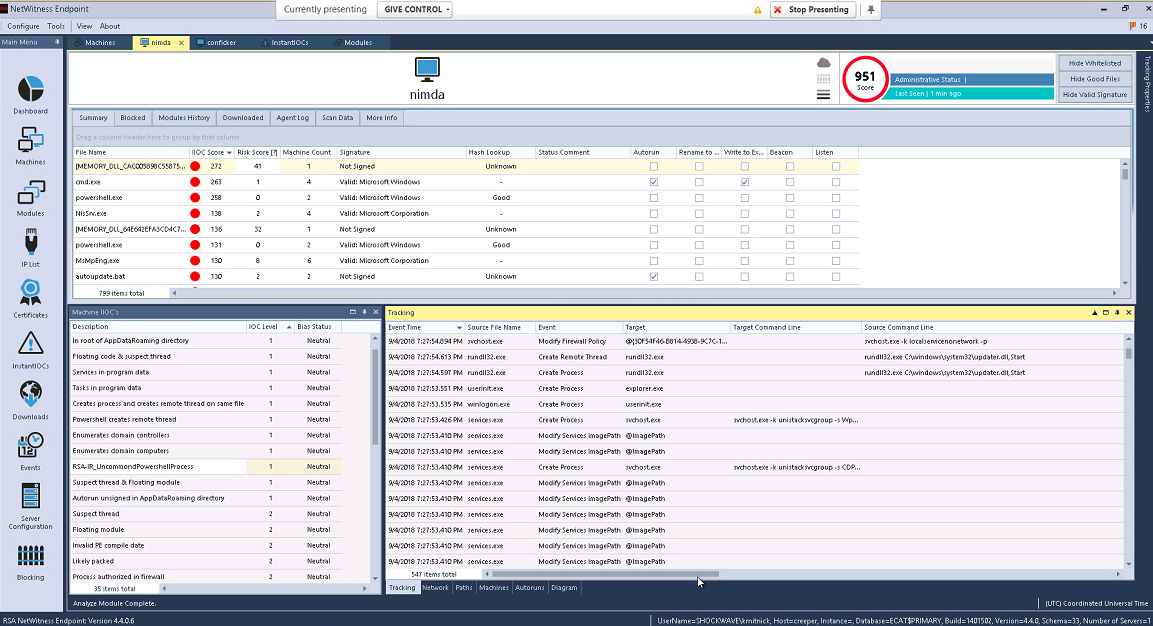 NetWitness Endpoint
Currently presenting
GIVE CONTROL
Stop Presenting
Configure Tools View About
16
Main Menu
Machines nimda conficker InstantIOCs Modules
Dashboard
Machines
Modules
IP List
Certificates
InstantIOCs
Downloads
Events
Server
Configuration
Blocking
nimda
951
Score
Administrative Status |
Last Seen | 1 min ago
Hide Whitelisted
Hide Good Files
Hide Valid Signature
Tracking Properties
Summary Blocked Modules History Downloaded Agent Log Scan Data More Info
Drag a column header here to group by that column
File Name IIOC Score Risk Score [?] Machine Count Signature Hash Lookup Status Comment Autorun Rename to ... Write to Ex... Beacon Listen
[MEMORY_DLL_CAC005B98C55875... 272 41 1 Not Signed Unknown
cmd.exe 263 1 4 Valid: Microsoft Windows -
powershell.exe 258 0 2 Valid: Microsoft Windows Good
NisSrv.exe 138 2 4 Valid: Microsoft Corporation -
[MEMORY_DLL_64E642EFA3CD4C7... 136 32 1 Not Signed Unknown
powershell.exe 131 0 2 Valid: Microsoft Windows Good
MsMpEng.exe 130 8 6 Valid: Microsoft Corporation -
autoupdate.bat 130 2 2 Not Signed Unknown
799 items total
Machine IIOC's
Description IOC Level Bias Status
In root of AppDataRoaming directory 1 Neutral
Floating code & suspect thread 1 Neutral
Services in program data 1 Neutral
Tasks in program data 1 Neutral
Creates process and creates remote thread on same file 1 Neutral
Powershell creates remote thread 1 Neutral
Enumerates domain controllers 1 Neutral
Enumerates domain computers 1 Neutral
RSA-IR_UncommondPowershellProcess 1 Neutral
Suspect thread & Floating module 1 Neutral
Autorun unsigned in AppDataRoaming directory 1 Neutral
Suspect thread 2 Neutral
Floating module 2 Neutral
Invalid PE compile date 2 Neutral
Likely packed 2 Neutral
Process authorized in firewall 2 Neutral
35 items total
Tracking
Event Time Source File Name Event Target Target Command Line Source Command Line
9/4/2018 7:27:54.894 PM svchost.exe Modify Firewall Policy @{30F54F46-B814-4938-9C7C-1... svchost.exe -k localservicenonetwork -p
9/4/2018 7:27:54.613 PM rundll32.exe Create Remote Thread rundll32.exe rundll32.exe C:\windows\system32\updater.dll,Start
9/4/2018 7:27:54.597 PM rundll32.exe Create Process rundll32.exe rundll32.exe C:\windows\system32\updater.dll,Start
9/4/2018 7:27:53.551 PM userinit.exe Create Process explorer.exe
9/4/2018 7:27:53.535 PM winlogon.exe Create Process userinit.exe
9/4/2018 7:27:53.426 PM services.exe Create Process svchost.exe svchost.exe -k unistacksvcgroup -s Wp...
9/4/2018 7:27:53.410 PM services.exe Modify Services ImagePath @ImagePath
9/4/2018 7:27:53.410 PM services.exe Modify Services ImagePath @ImagePath
9/4/2018 7:27:53.410 PM services.exe Create Process svchost.exe svchost.exe -k unistacksvcgroup -s CDP...
9/4/2018 7:27:53.410 PM services.exe Modify Services ImagePath @ImagePath
9/4/2018 7:27:53.410 PM services.exe Modify Services ImagePath @ImagePath
9/4/2018 7:27:53.410 PM services.exe Modify Services ImagePath @ImagePath
9/4/2018 7:27:53.410 PM services.exe Modify Services ImagePath @ImagePath
9/4/2018 7:27:53.410 PM services.exe Modify Services ImagePath @ImagePath
9/4/2018 7:27:53.410 PM services.exe Modify Services ImagePath @ImagePath
547 items total
Tracking Network Paths Machines Autoruns Diagram
Analyze Module Complete.
(UTC) Coordinated Universal Time
RSA NetWitness Endpoint: Version 4.4.0.6
UserName=SHOCKWAVE\kmitnick, Host=creeper, Instance=, Database=ECAT$PRIMARY, Build=1401502, Version=4.4.0, Schema=33, Number of Servers=1